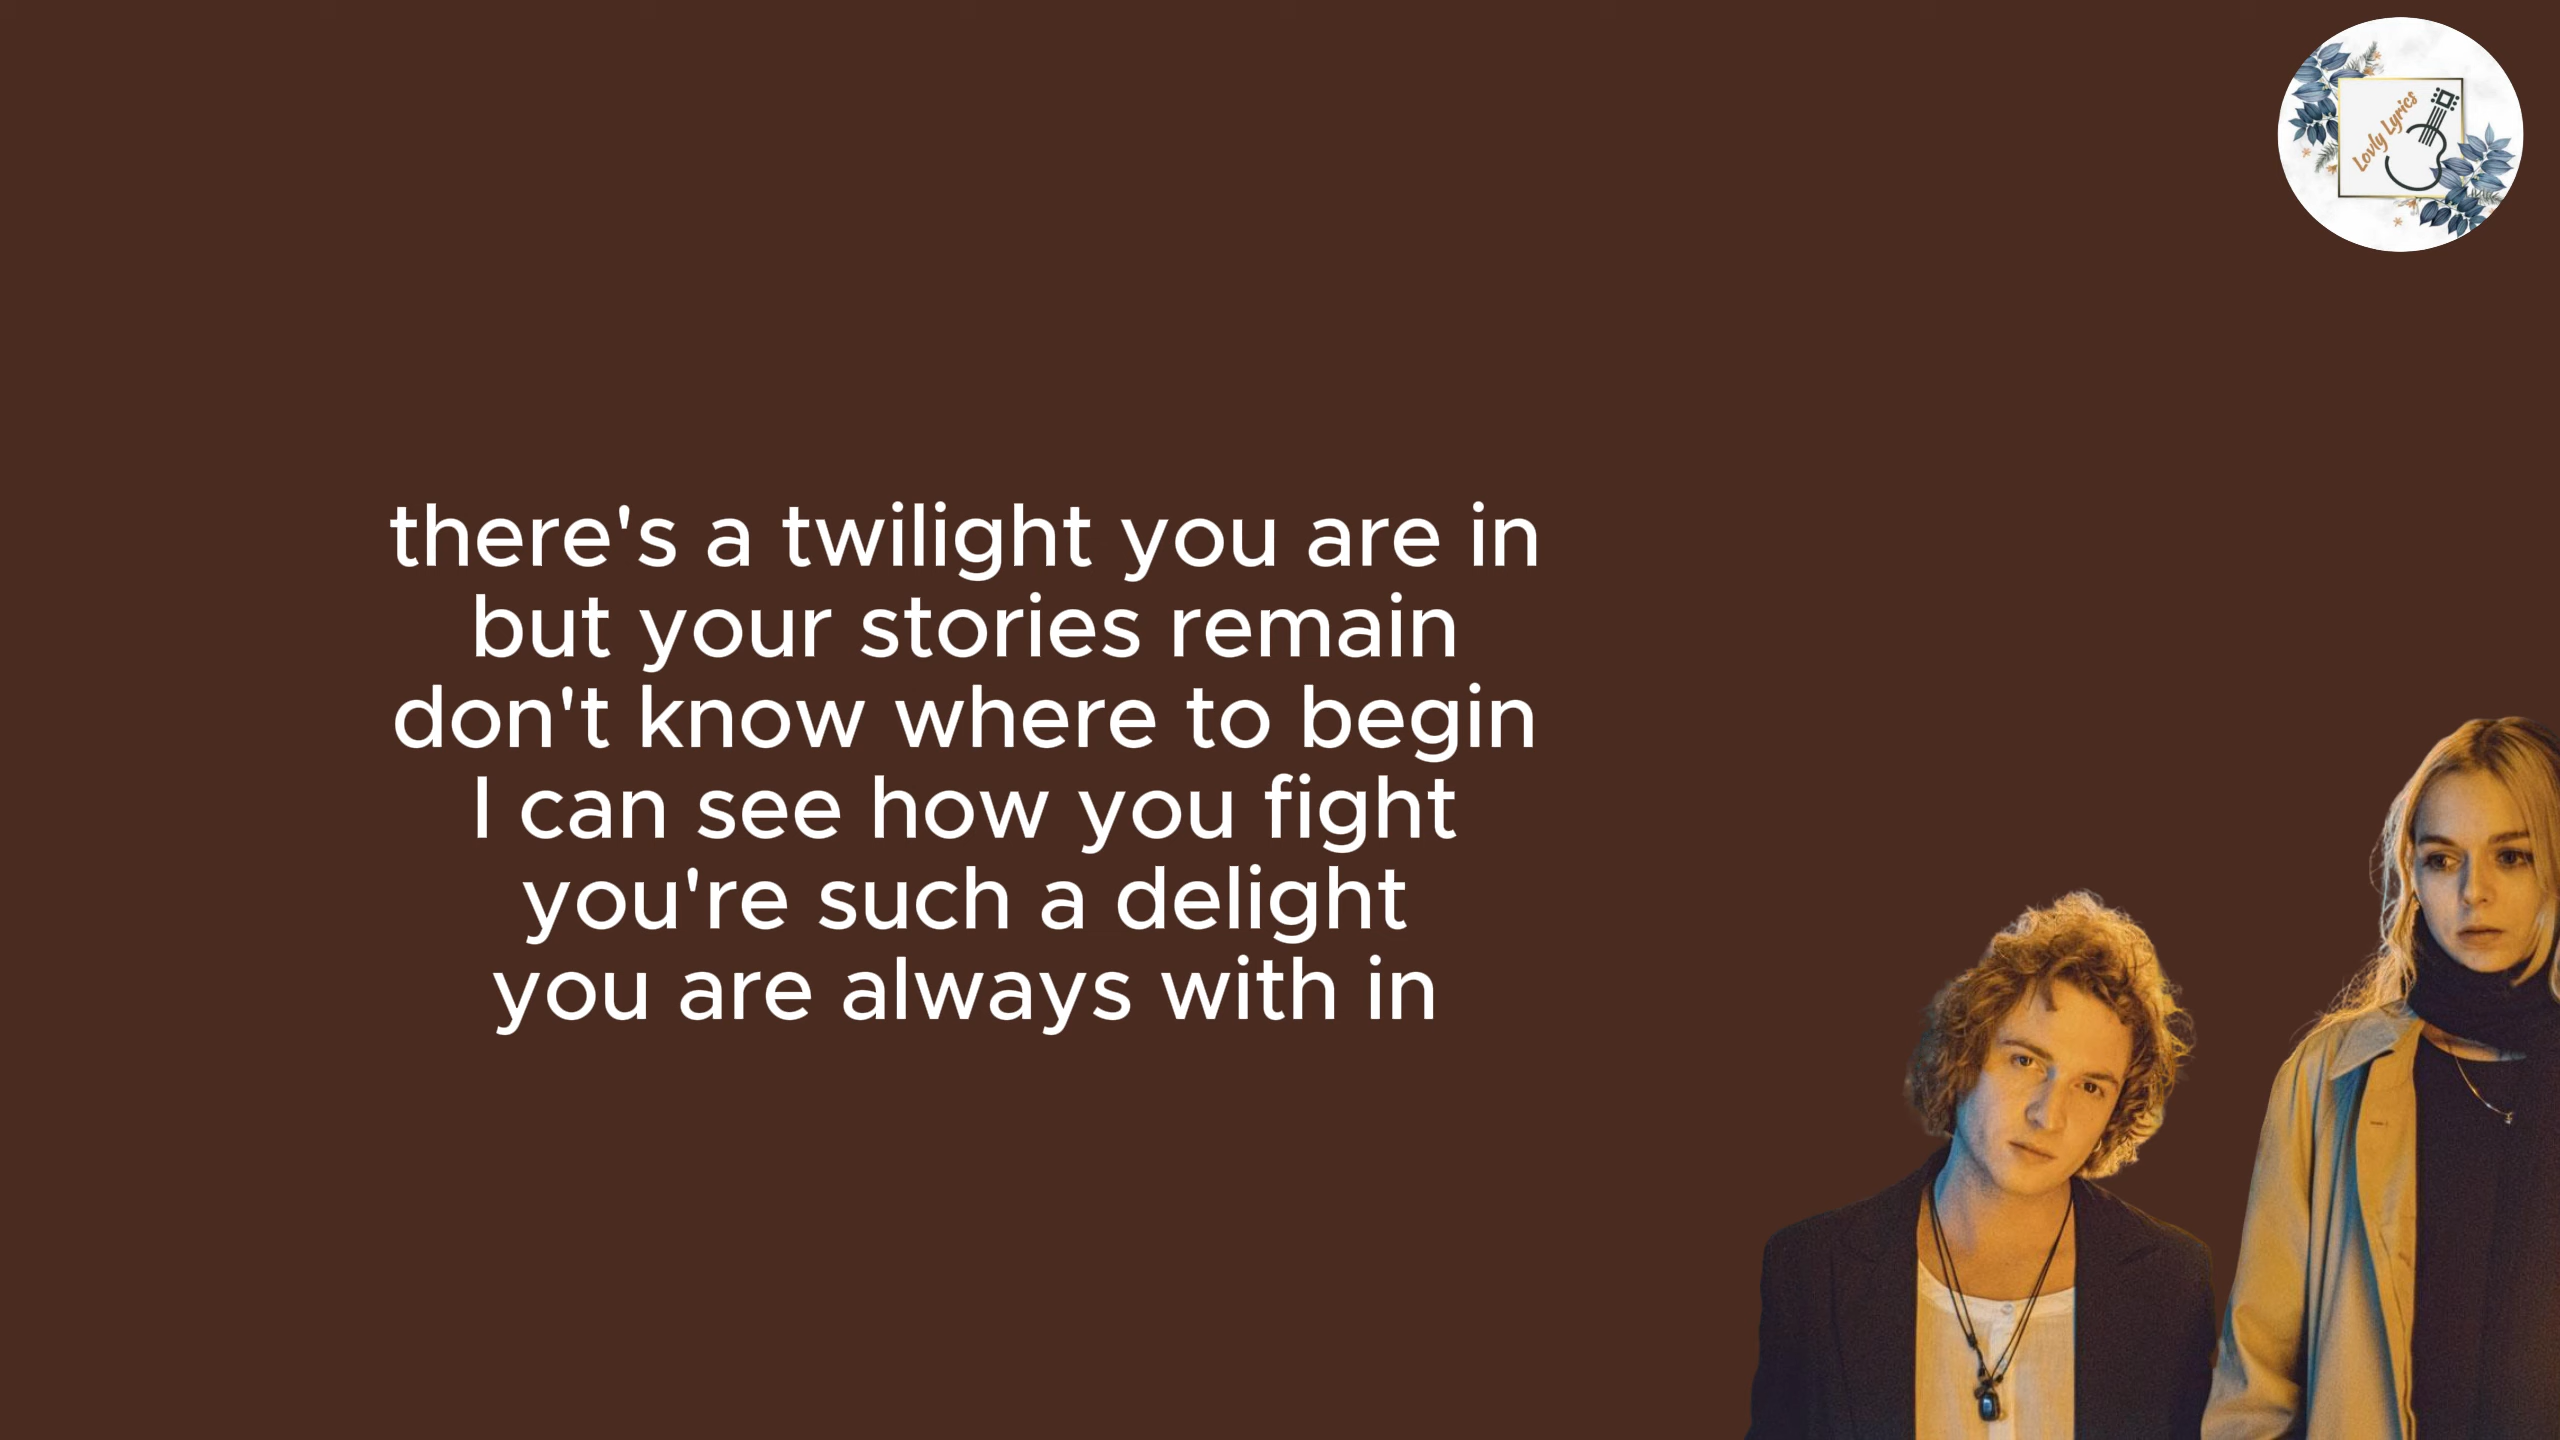 Lovly Lyrics
there's a twilight you are in
but your stories remain
don't know where to begin
I can see how you fight
you're such a delight
you are always with in